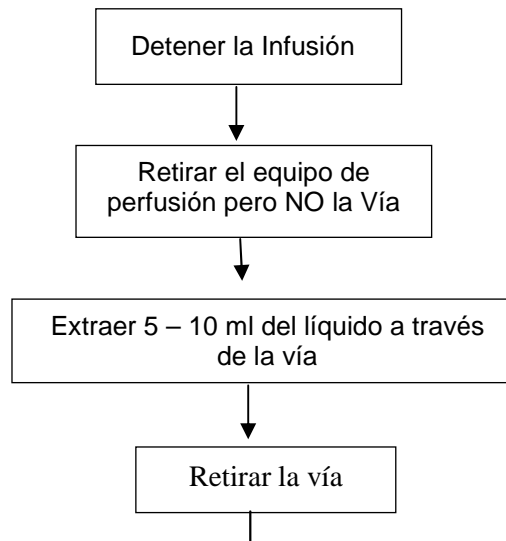 Detener la Infusión
Retirar el equipo de
perfusión pero NO la Vía
Extraer 5 – 10 ml del líquido a través
de la vía
Retirar la vía